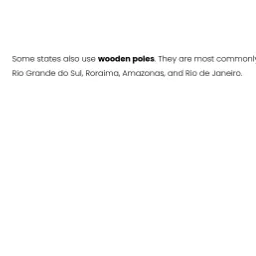 Some states also use wooden poles. They are most commonly
Rio Grande do Sul, Roraima, Amazonas, and Rio de Janeiro.